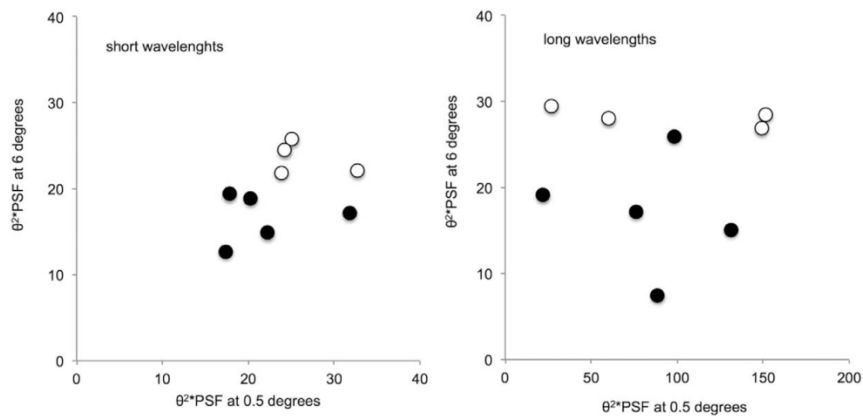 short wavelenghts
θ²*PSF at 6 degrees
40
30
20
10
0
0 10 20 30 40
θ²*PSF at 0.5 degrees
long wavelengths
θ²*PSF at 6 degrees
40
30
20
10
0
0 50 100 150 200
θ²*PSF at 0.5 degrees